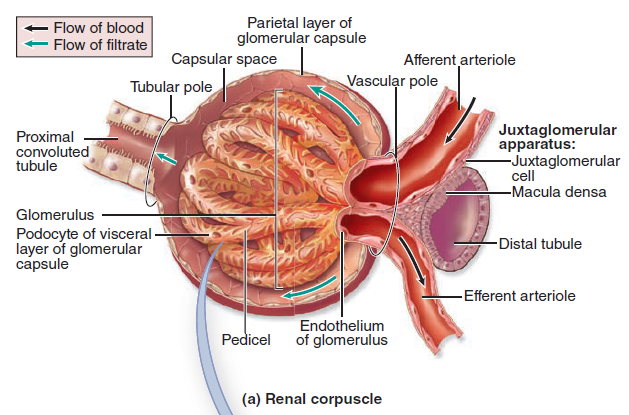 Flow of blood
Flow of filtrate
Parietal layer of
glomerular capsule
Capsular space
Afferent arteriole
Tubular pole
Vascular pole
Proximal
convoluted
tubule
Juxtaglomerular
apparatus:
Juxtaglomerular
cell
Macula densa
Glomerulus
Podocyte of visceral
layer of glomerular
capsule
Distal tubule
Efferent arteriole
Pedicel
Endothelium
of glomerulus
(a) Renal corpuscle